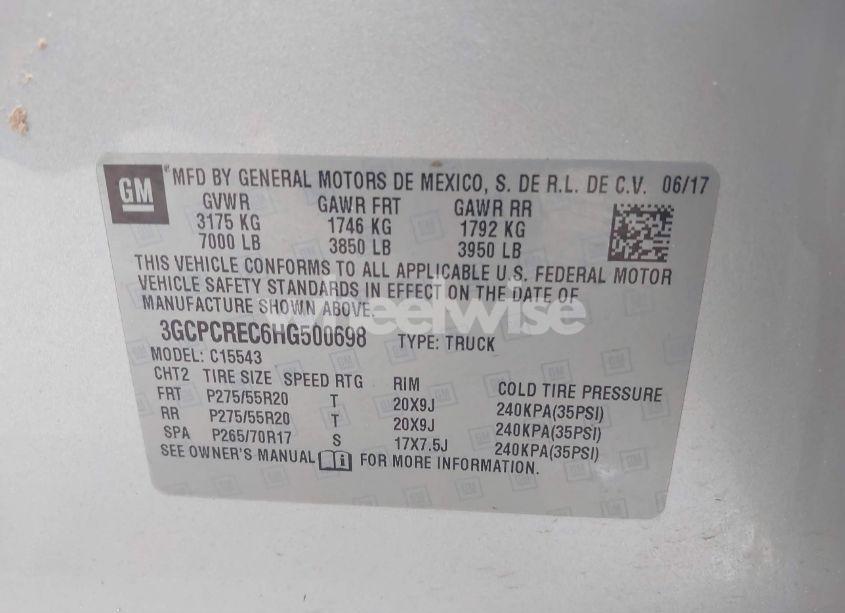 GM MFD BY GENERAL MOTORS DE MEXICO, S. DE R.L. DE C.V. 06/17
GVWR GAWR FRT GAWR RR
3175 KG 1746 KG 1792 KG
7000 LB 3850 LB 3950 LB
THIS VEHICLE CONFORMS TO ALL APPLICABLE U.S. FEDERAL MOTOR
VEHICLE SAFETY STANDARDS IN EFFECT ON THE DATE OF
MANUFACTURE SHOWN ABOVE.
wheelwise
3GCPCREC6HG500698 TYPE: TRUCK
MODEL: C15543
CHT2 TIRE SIZE SPEED RTG RIM COLD TIRE PRESSURE
FRT P275/55R20 T 20X9J 240KPA(35PSI)
RR P275/55R20 T 20X9J 240KPA(35PSI)
SPA P265/70R17 S 17X7.5J 240KPA(35PSI)
SEE OWNER'S MANUAL FOR MORE INFORMATION.